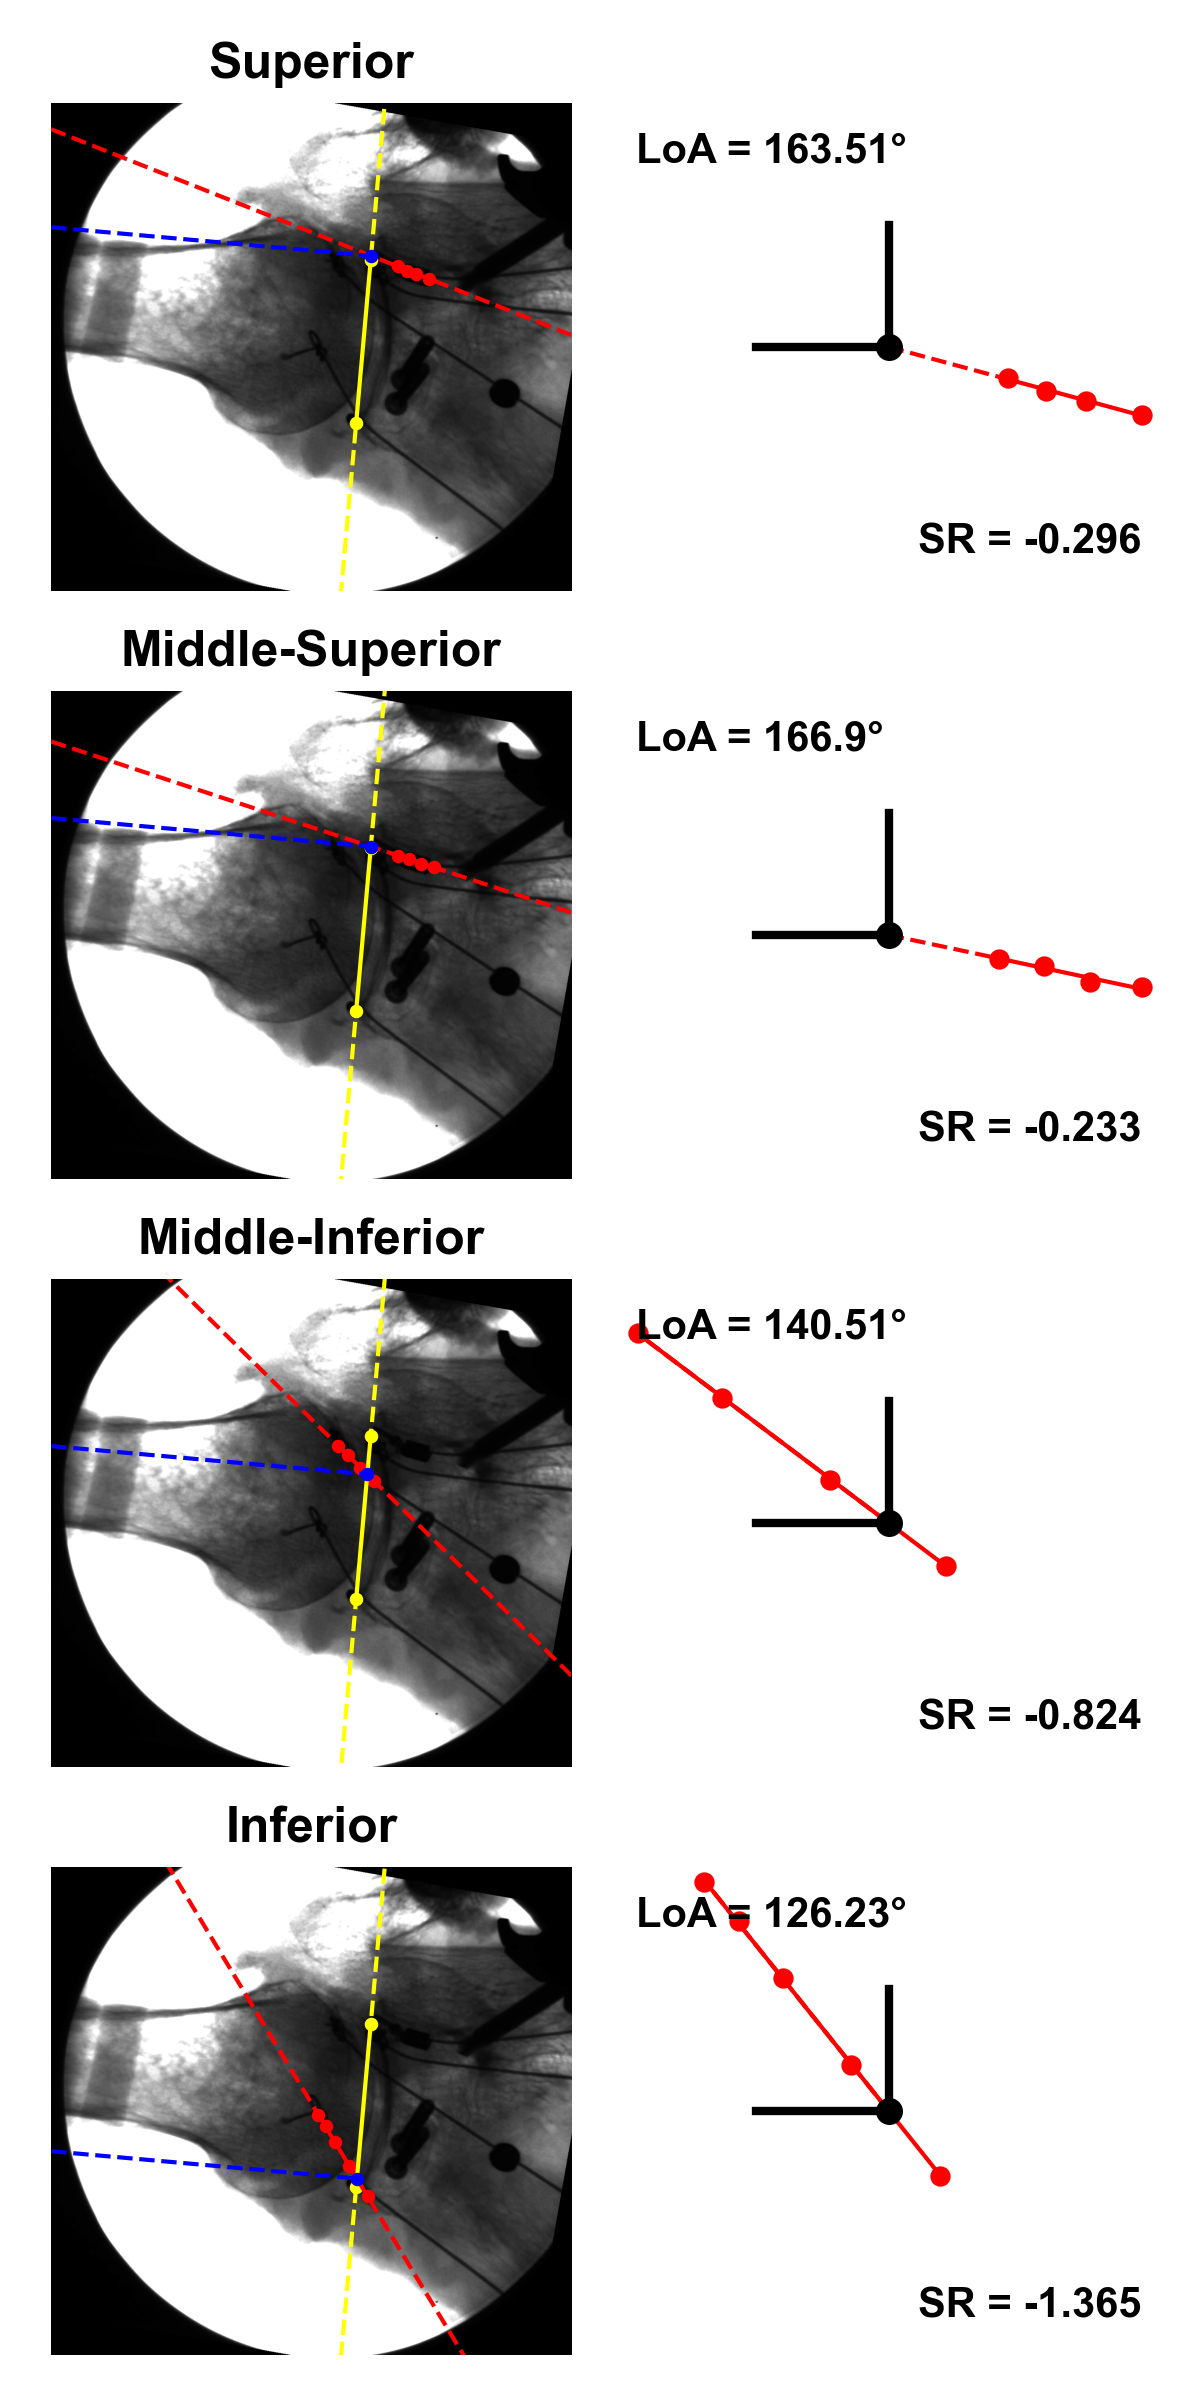 Superior
LoA = 163.51°
SR = -0.296
Middle-Superior
LoA = 166.9°
SR = -0.233
Middle-Inferior
LoA = 140.51°
SR = -0.824
Inferior
LoA = 126.23°
SR = -1.365